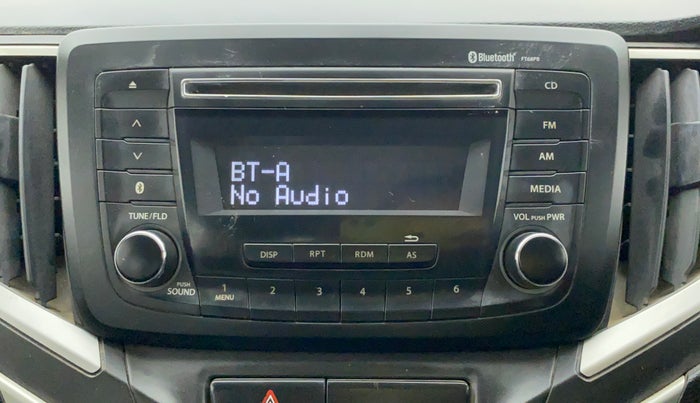 Bluetooth® FT68PB
CD
FM
AM
MEDIA
BT-A
No Audio
TUNE/FLD
VOL PUSH PWR
DISP RPT RDM AS
PUSH
SOUND
1 2 3 4 5 6
MENU